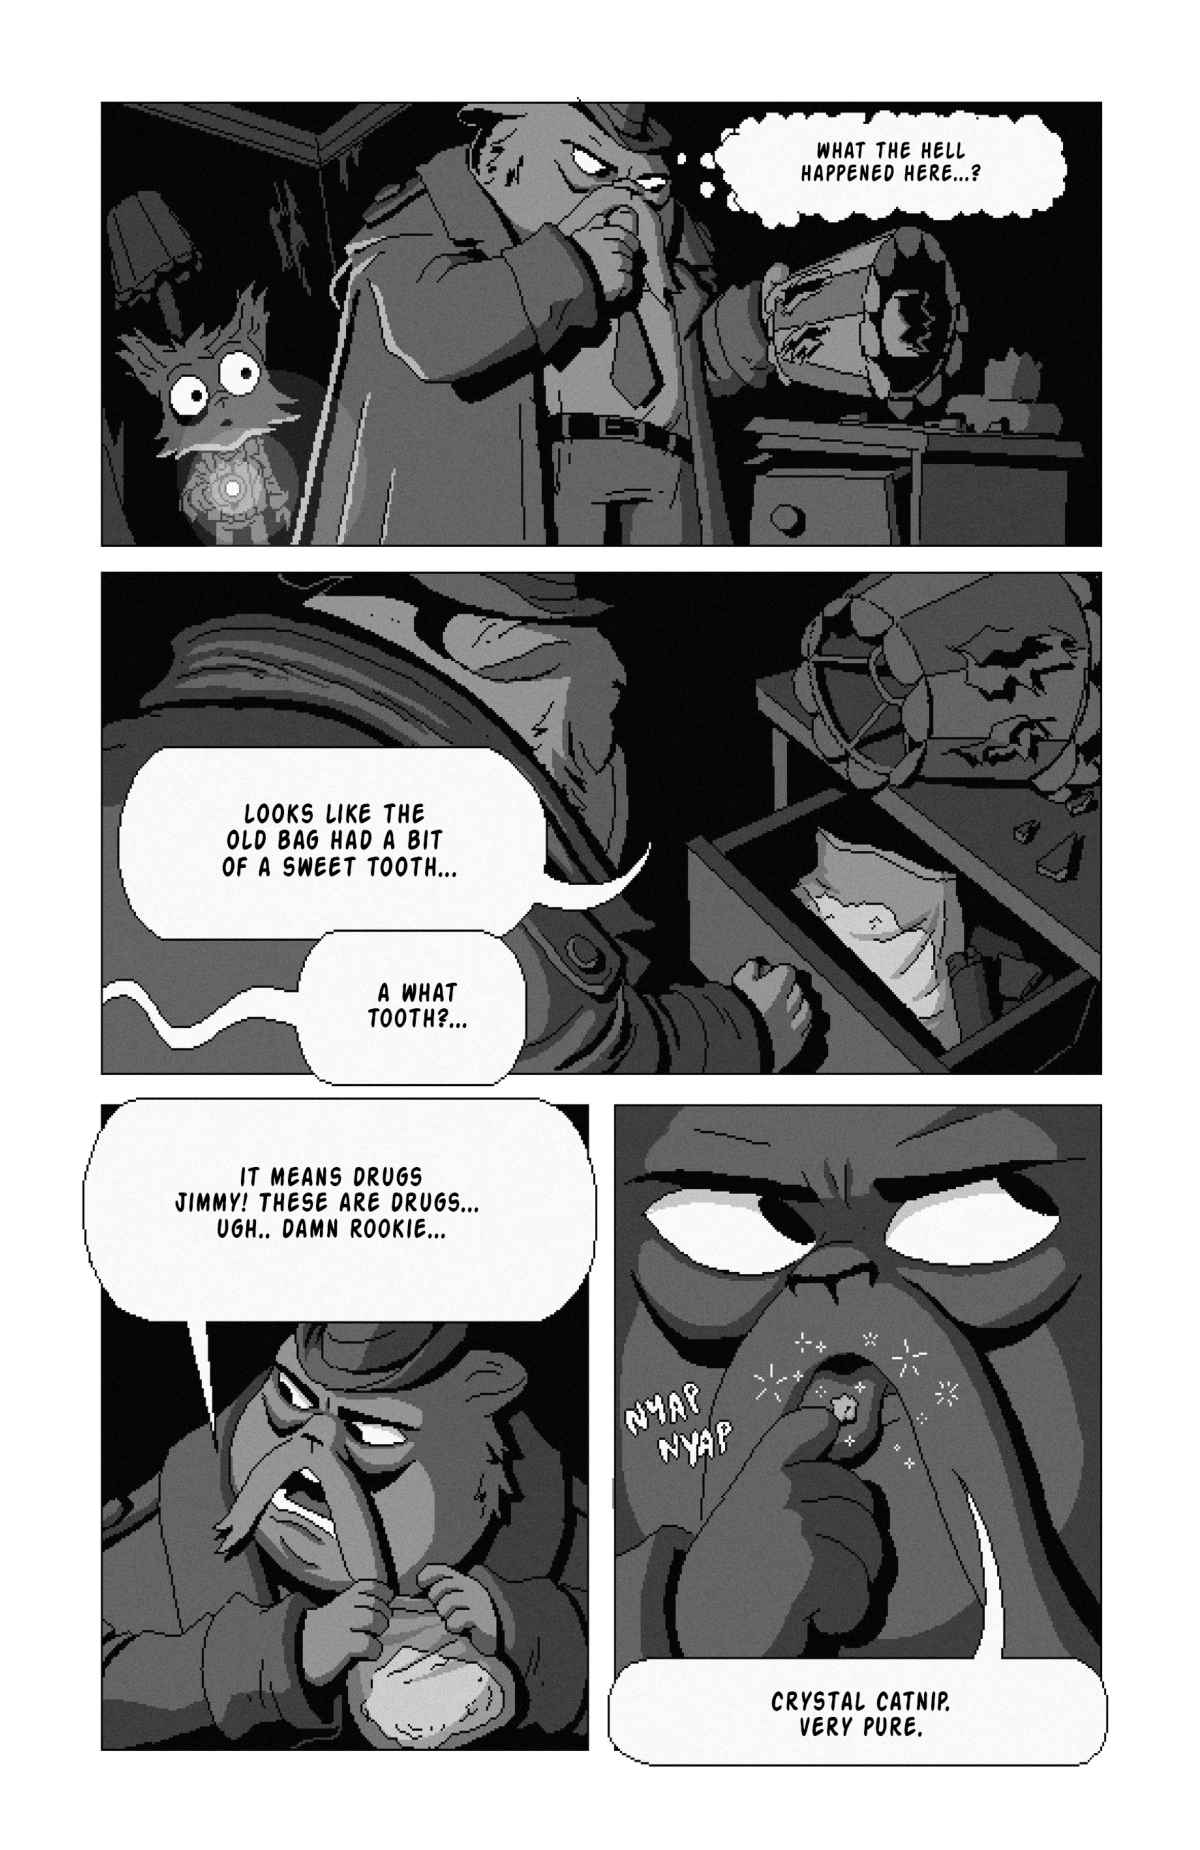 WHAT THE HELL
HAPPENED HERE...?
LOOKS LIKE THE
OLD BAG HAD A BIT
OF A SWEET TOOTH...
A WHAT
TOOTH?...
IT MEANS DRUGS
JIMMY! THESE ARE DRUGS...
UGH.. DAMN ROOKIE...
NYAP
NYAP
CRYSTAL CATNIP.
VERY PURE.